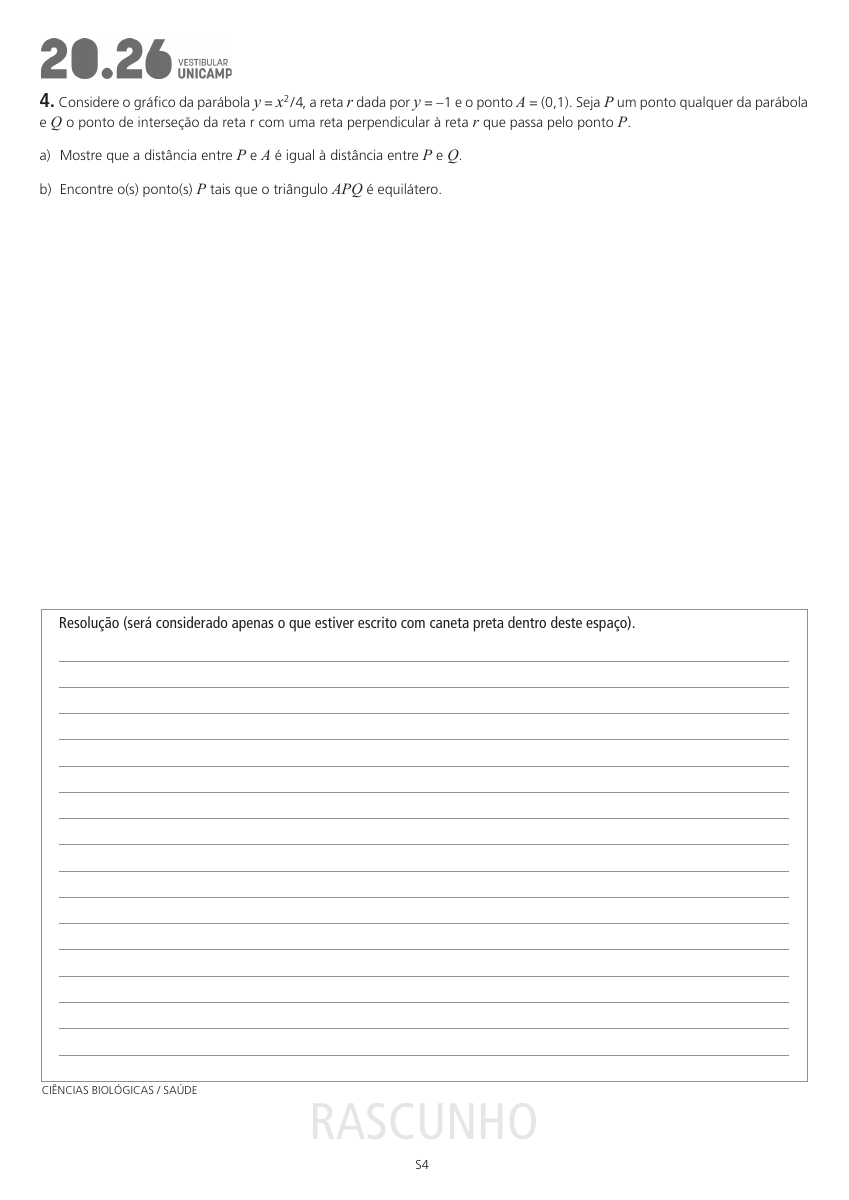 20.26 VESTIBULAR UNICAMP
4. Considere o gráfico da parábola y = x²/4, a reta r dada por y = –1 e o ponto A = (0,1). Seja P um ponto qualquer da parábola
e Q o ponto de interseção da reta r com uma reta perpendicular à reta r que passa pelo ponto P.
a) Mostre que a distância entre P e A é igual à distância entre P e Q.
b) Encontre o(s) ponto(s) P tais que o triângulo APQ é equilátero.
Resolução (será considerado apenas o que estiver escrito com caneta preta dentro deste espaço).
CIÊNCIAS BIOLÓGICAS / SAÚDE
RASCUNHO
S4